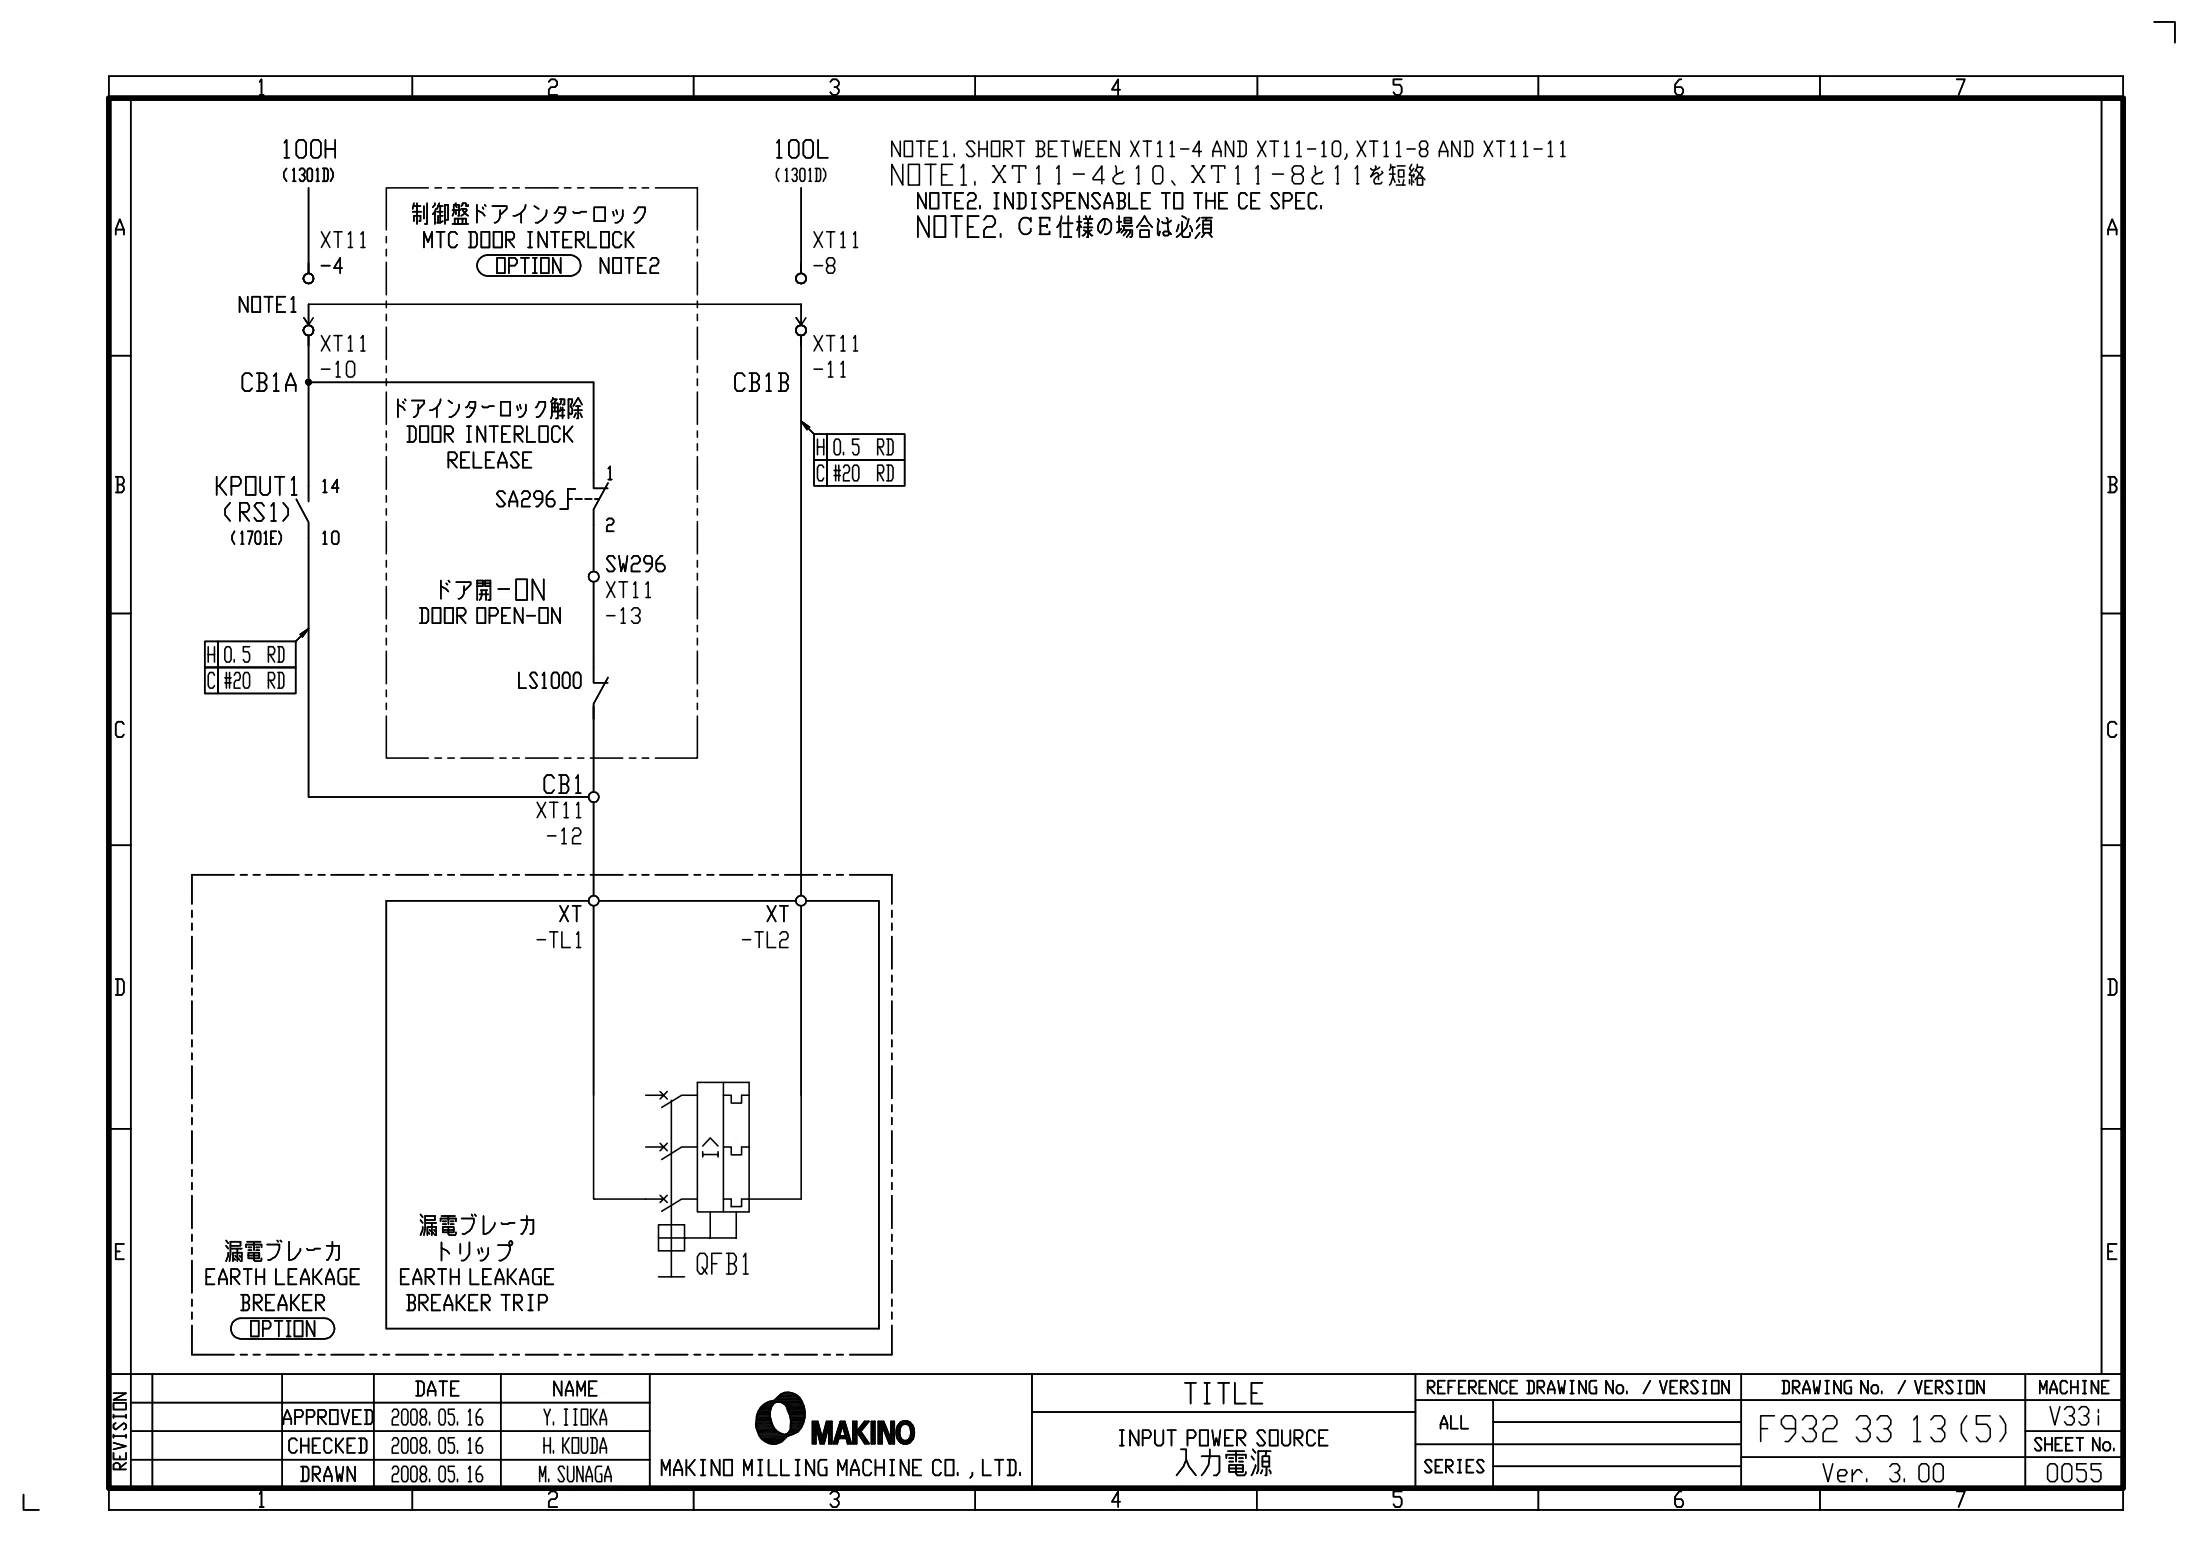 1 2 3 4 5 6 7
A
B
C
D
E
A
B
C
D
E
100H
(1301D)
XT11
-4
100L
(1301D)
XT11
-8
NOTE1. SHORT BETWEEN XT11-4 AND XT11-10, XT11-8 AND XT11-11
NOTE1. XT11-4と10、XT11-8と11を短絡
NOTE2. INDISPENSABLE TO THE CE SPEC.
NOTE2. CE仕様の場合は必須
制御盤ドアインターロック
MTC DOOR INTERLOCK
OPTION NOTE2
NOTE1
XT11
-10
XT11
-11
CB1A
CB1B
ドアインターロック解除
DOOR INTERLOCK
RELEASE
H 0.5 RD
C #20 RD
KPOUT1 14
(RS1)
(1701E) 10
1
SA296
2
SW296
XT11
-13
ドア開-ON
DOOR OPEN-ON
H 0.5 RD
C #20 RD
LS1000
CB1
XT11
-12
XT
-TL1
XT
-TL2
I
QFB1
漏電ブレーカ
トリップ
EARTH LEAKAGE
BREAKER TRIP
漏電ブレーカ
EARTH LEAKAGE
BREAKER
OPTION
REVISION
DATE NAME
APPROVED 2008.05.16 Y. IIOKA
CHECKED 2008.05.16 H. KOUDA
DRAWN 2008.05.16 M. SUNAGA
MAKINO
MAKINO MILLING MACHINE CO.,LTD.
TITLE
INPUT POWER SOURCE
入力電源
REFERENCE DRAWING No. / VERSION
ALL
SERIES
DRAWING No. / VERSION
F932 33 13(5)
Ver. 3.00
MACHINE
V33i
SHEET No.
0055
1 2 3 4 5 6 7